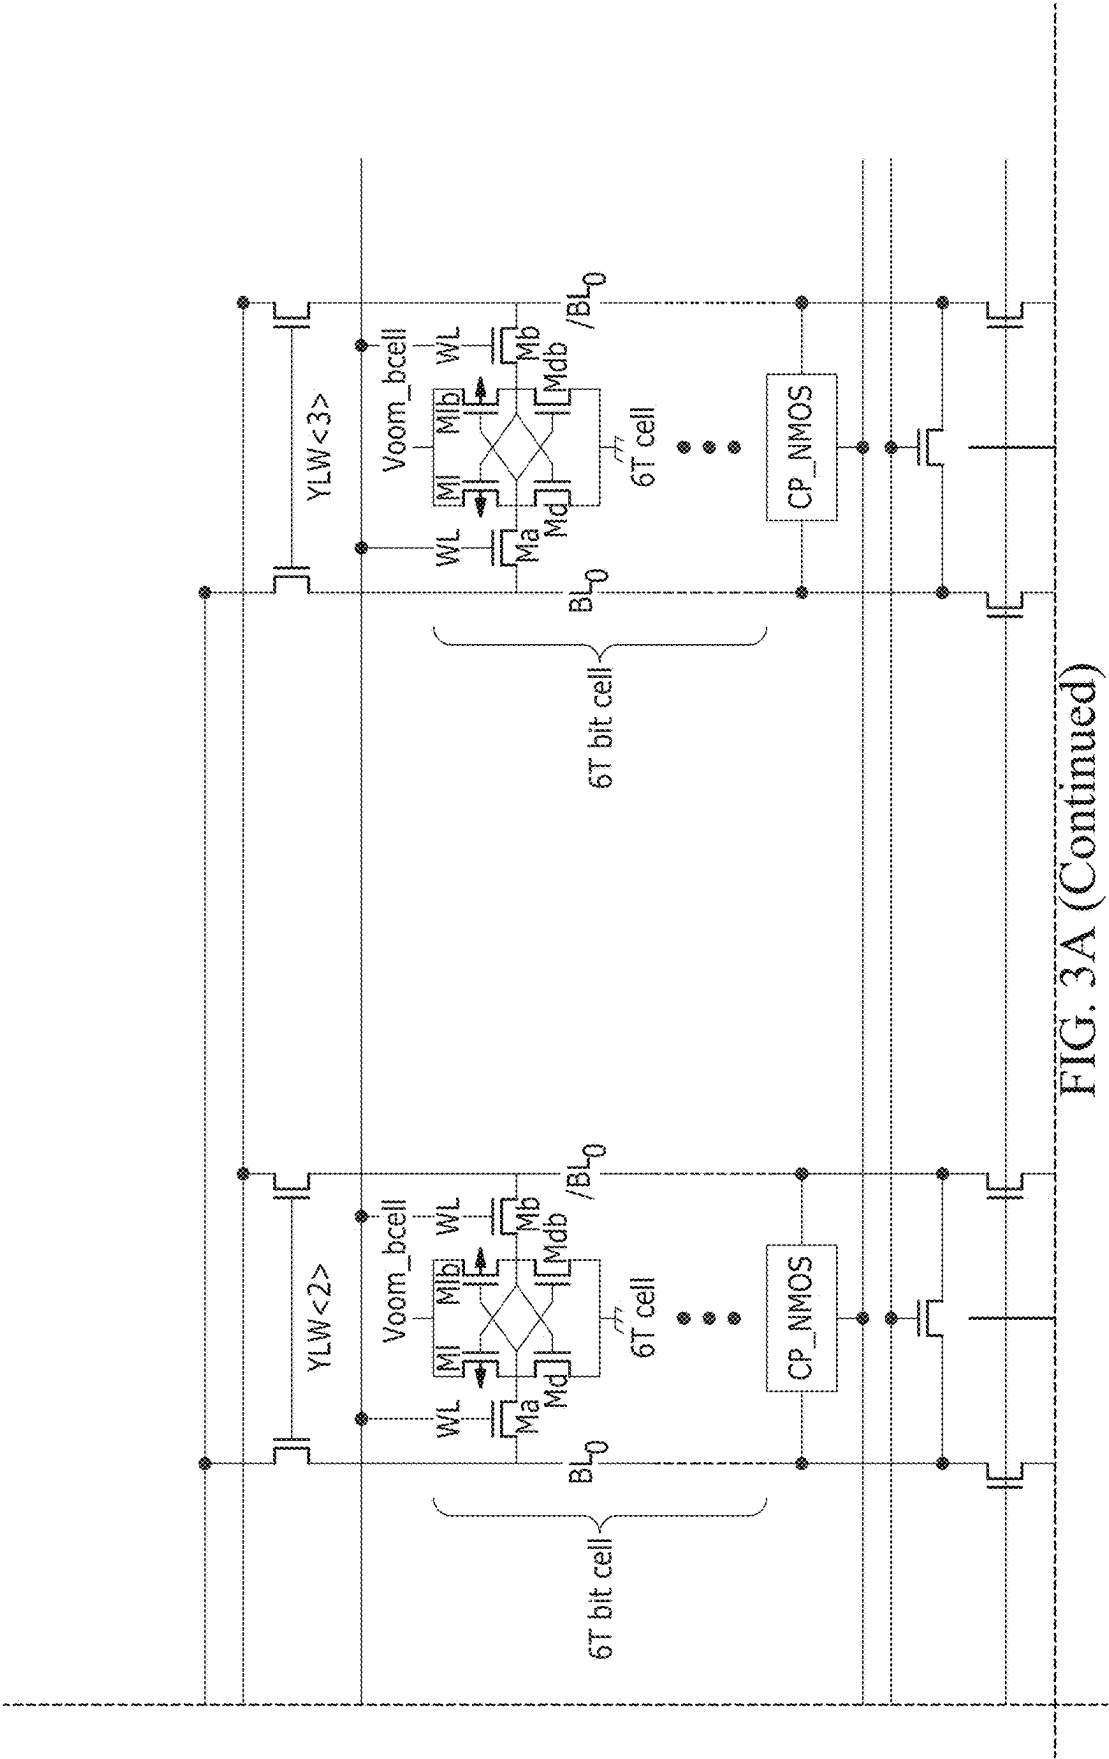 YLW<2>
Voom_bcell
WL
Ml
Mlb
WL
Ma
Mb
Md
Mdb
BL0
/BL0
6T bit cell
6T cell
CP_NMOS
YLW<3>
Voom_bcell
WL
Ml
Mlb
WL
Ma
Mb
Md
Mdb
BL0
/BL0
6T bit cell
6T cell
CP_NMOS
FIG. 3A (Continued)